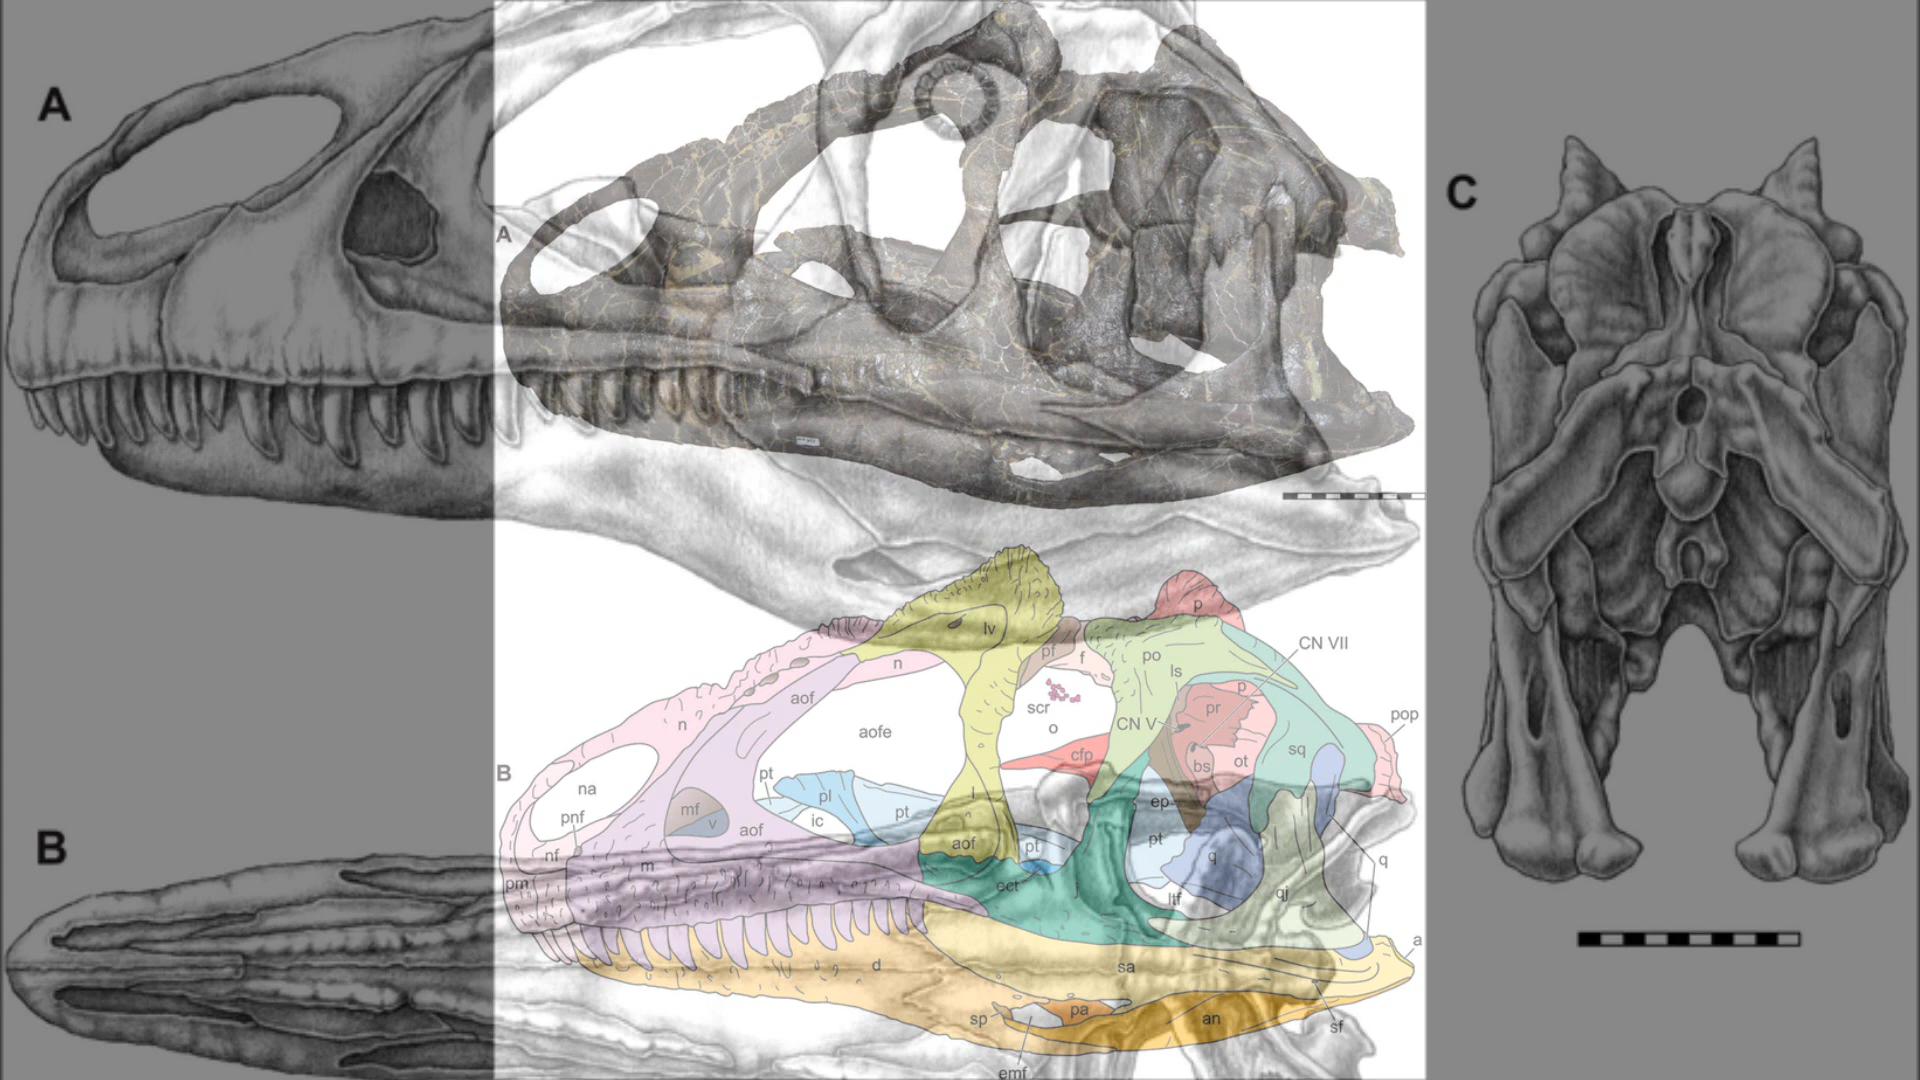 A
A
C
lv
p
CN VII
n
pf
f
po
ls
aof
p
n
scr
pr
CN V
pop
aofe
o
cfp
sq
B
bs
ot
pt
na
pl
l
ep
mf
ic
pt
pnf
v
aof
aof
pt
pt
B
nf
m
q
q
pm
ect
j
ltf
qj
a
d
sa
sp
pa
an
sf
emf